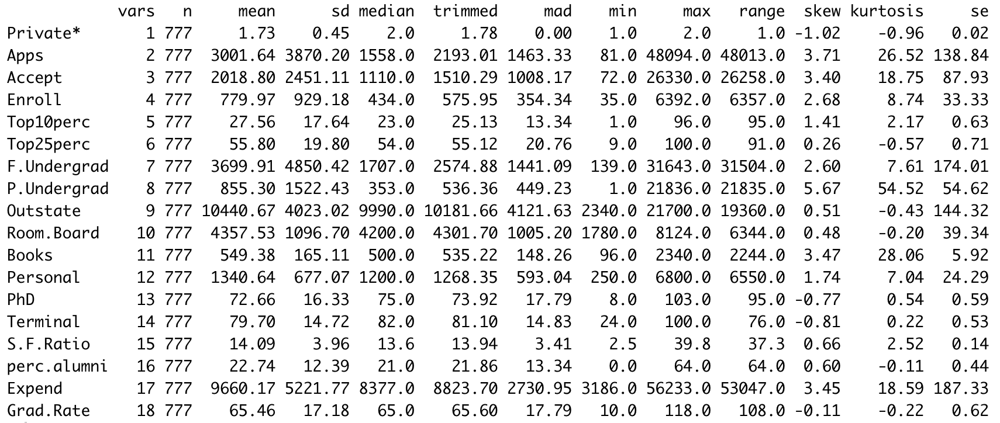 vars n mean sd median trimmed mad min max range skew kurtosis se
Private* 1 777 1.73 0.45 2.0 1.78 0.00 1.0 2.0 1.0 -1.02 -0.96 0.02
Apps 2 777 3001.64 3870.20 1558.0 2193.01 1463.33 81.0 48094.0 48013.0 3.71 26.52 138.84
Accept 3 777 2018.80 2451.11 1110.0 1510.29 1008.17 72.0 26330.0 26258.0 3.40 18.75 87.93
Enroll 4 777 779.97 929.18 434.0 575.95 354.34 35.0 6392.0 6357.0 2.68 8.74 33.33
Top10perc 5 777 27.56 17.64 23.0 25.13 13.34 1.0 96.0 95.0 1.41 2.17 0.63
Top25perc 6 777 55.80 19.80 54.0 55.12 20.76 9.0 100.0 91.0 0.26 -0.57 0.71
F.Undergrad 7 777 3699.91 4850.42 1707.0 2574.88 1441.09 139.0 31643.0 31504.0 2.60 7.61 174.01
P.Undergrad 8 777 855.30 1522.43 353.0 536.36 449.23 1.0 21836.0 21835.0 5.67 54.52 54.62
Outstate 9 777 10440.67 4023.02 9990.0 10181.66 4121.63 2340.0 21700.0 19360.0 0.51 -0.43 144.32
Room.Board 10 777 4357.53 1096.70 4200.0 4301.70 1005.20 1780.0 8124.0 6344.0 0.48 -0.20 39.34
Books 11 777 549.38 165.11 500.0 535.22 148.26 96.0 2340.0 2244.0 3.47 28.06 5.92
Personal 12 777 1340.64 677.07 1200.0 1268.35 593.04 250.0 6800.0 6550.0 1.74 7.04 24.29
PhD 13 777 72.66 16.33 75.0 73.92 17.79 8.0 103.0 95.0 -0.77 0.54 0.59
Terminal 14 777 79.70 14.72 82.0 81.10 14.83 24.0 100.0 76.0 -0.81 0.22 0.53
S.F.Ratio 15 777 14.09 3.96 13.6 13.94 3.41 2.5 39.8 37.3 0.66 2.52 0.14
perc.alumni 16 777 22.74 12.39 21.0 21.86 13.34 0.0 64.0 64.0 0.60 -0.11 0.44
Expend 17 777 9660.17 5221.77 8377.0 8823.70 2730.95 3186.0 56233.0 53047.0 3.45 18.59 187.33
Grad.Rate 18 777 65.46 17.18 65.0 65.60 17.79 10.0 118.0 108.0 -0.11 -0.22 0.62